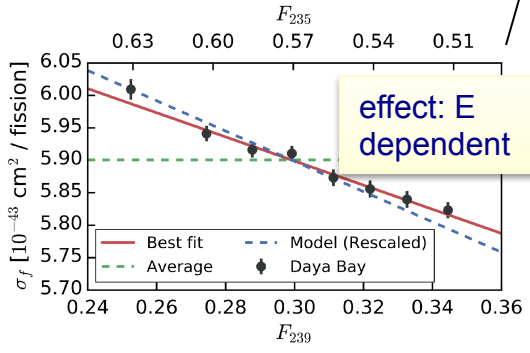 F235
0.63 0.60 0.57 0.54 0.51
6.05
6.00
5.95
5.90
5.85
5.80
5.75
5.70
σf [10−43 cm2 / fission]
effect: E
dependent
Best fit
Model (Rescaled)
Average
Daya Bay
0.24 0.26 0.28 0.30 0.32 0.34 0.36
F239